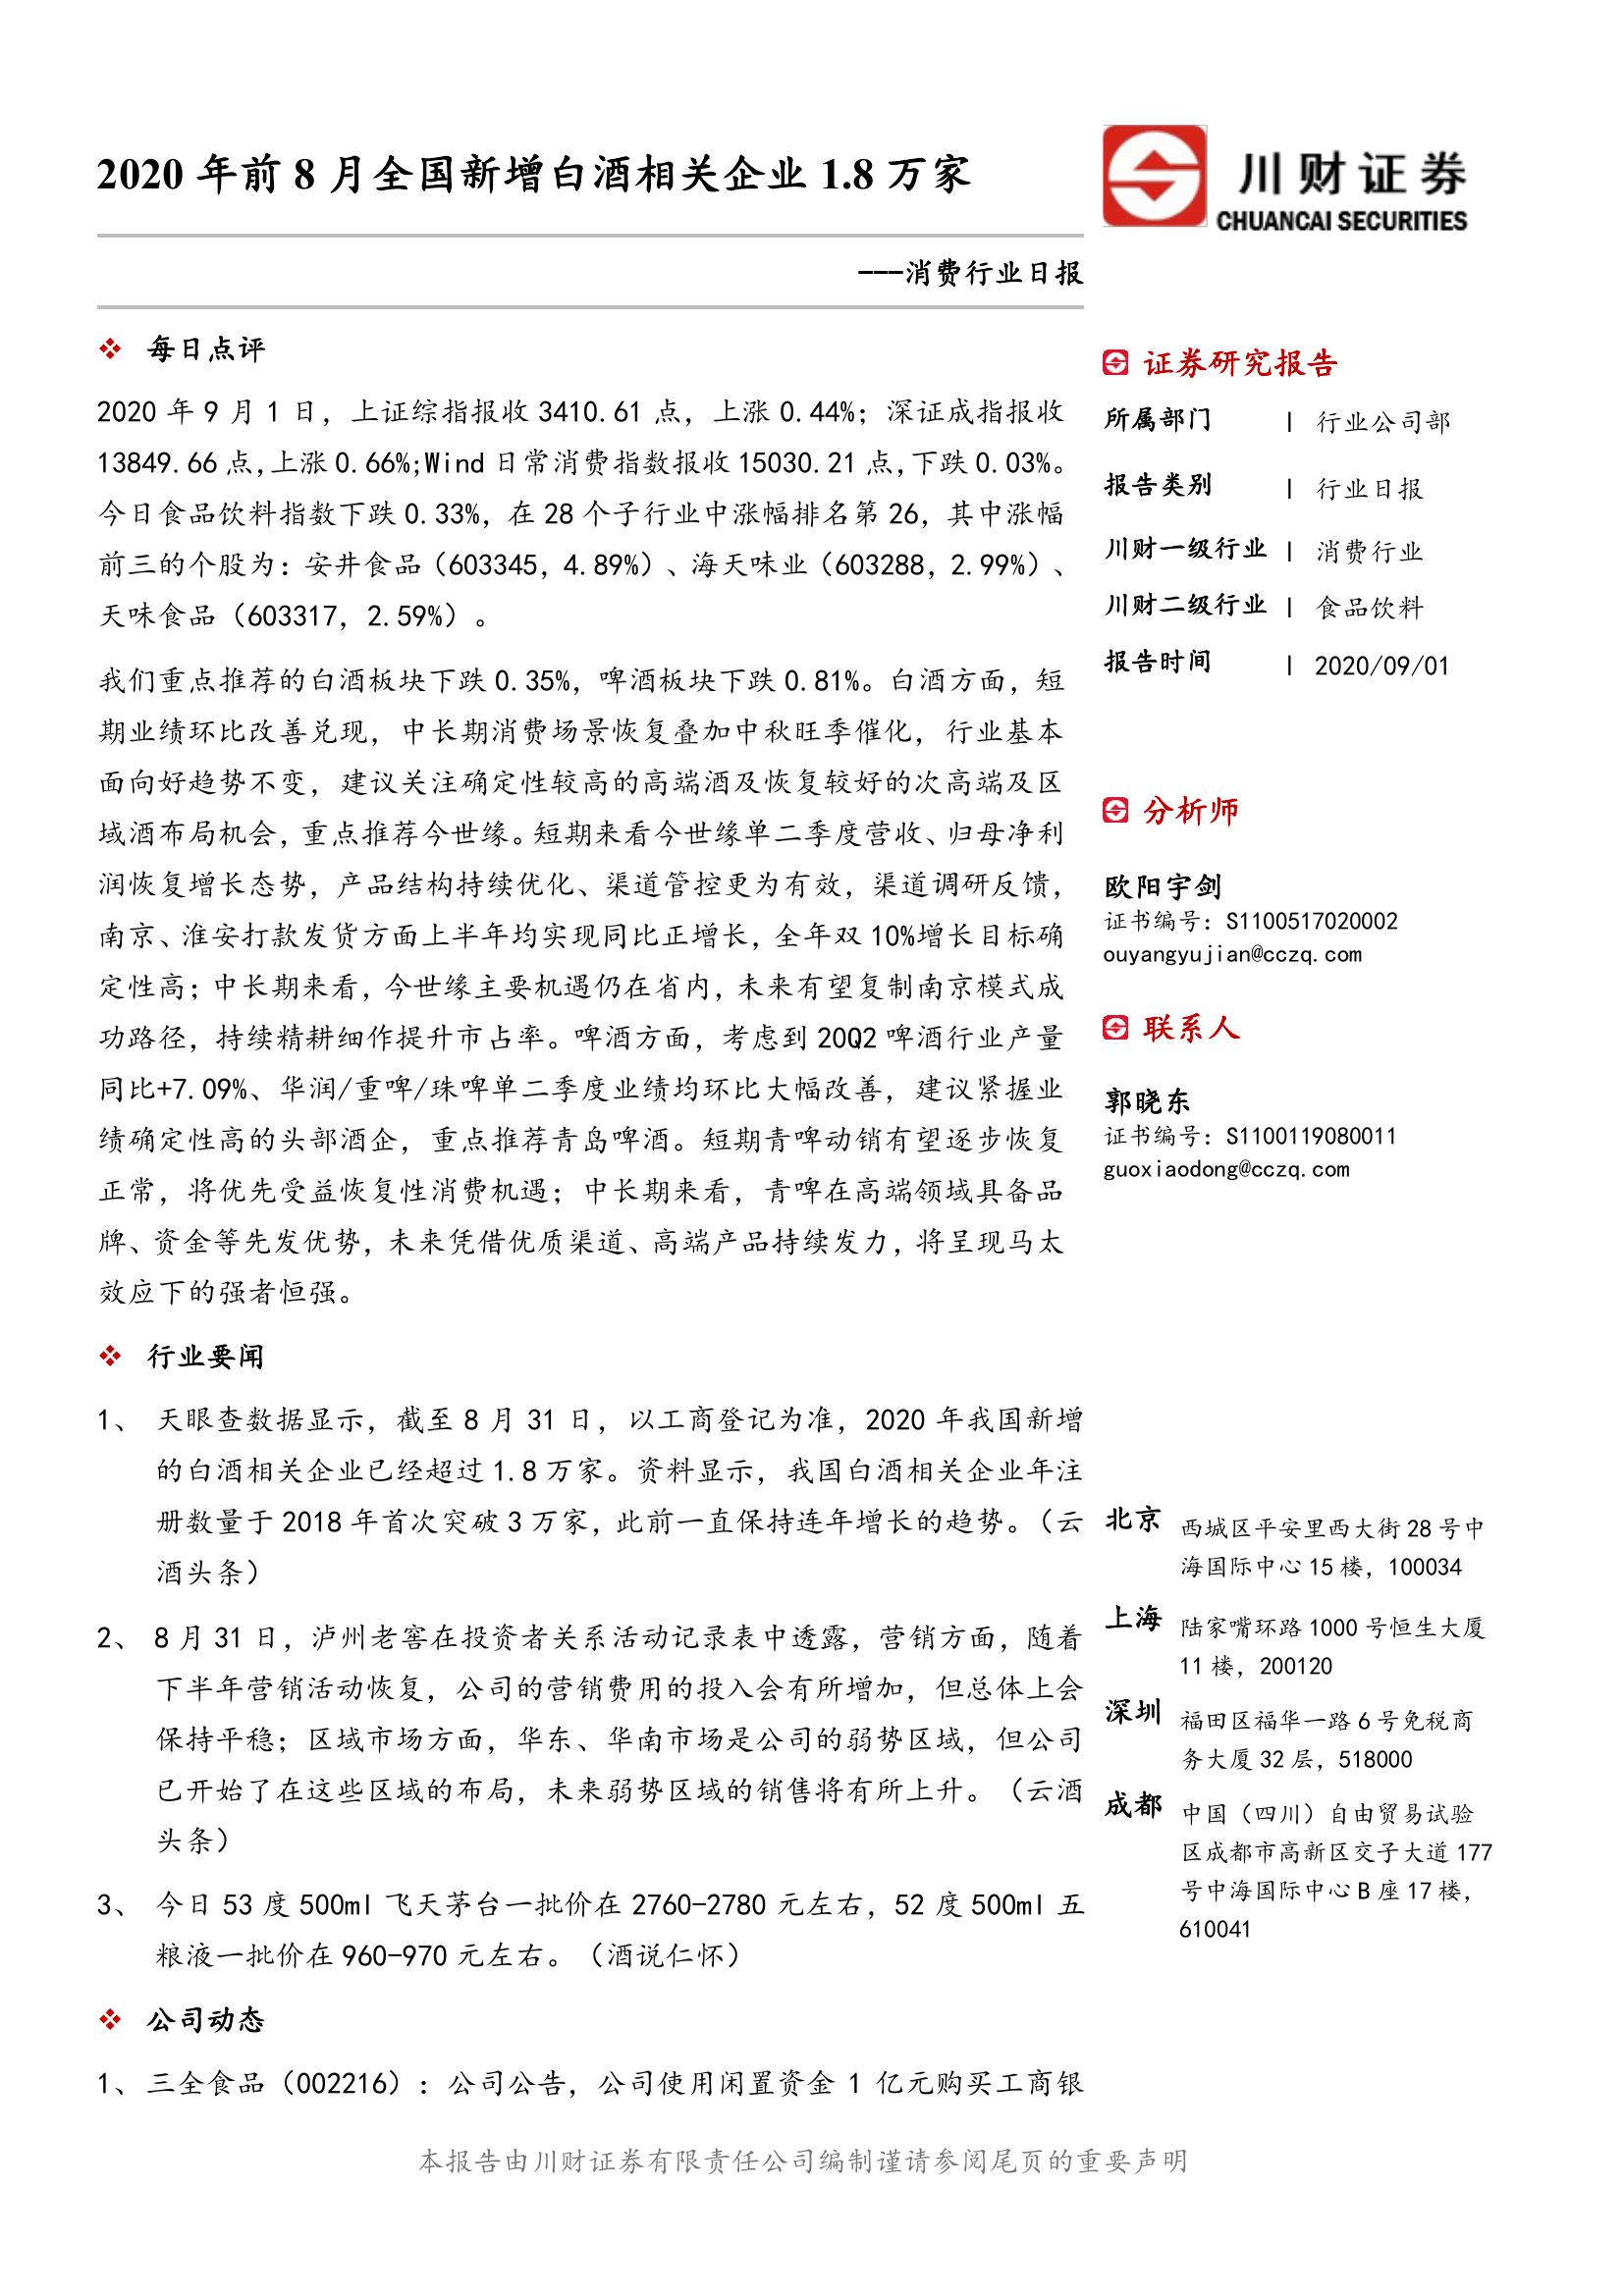 2020 年前 8 月全国新增白酒相关企业 1.8 万家
川财证券
CHUANCAI SECURITIES
---消费行业日报
❖ 每日点评
2020 年 9 月 1 日，上证综指报收 3410.61 点，上涨 0.44%；深证成指报收
13849.66 点，上涨 0.66%;Wind 日常消费指数报收 15030.21 点，下跌 0.03%。
今日食品饮料指数下跌 0.33%，在 28 个子行业中涨幅排名第 26，其中涨幅
前三的个股为：安井食品（603345，4.89%）、海天味业（603288，2.99%）、
天味食品（603317，2.59%）。
我们重点推荐的白酒板块下跌 0.35%，啤酒板块下跌 0.81%。白酒方面，短
期业绩环比改善兑现，中长期消费场景恢复叠加中秋旺季催化，行业基本
面向好趋势不变，建议关注确定性较高的高端酒及恢复较好的次高端及区
域酒布局机会，重点推荐今世缘。短期来看今世缘单二季度营收、归母净利
润恢复增长态势，产品结构持续优化、渠道管控更为有效，渠道调研反馈，
南京、淮安打款发货方面上半年均实现同比正增长，全年双 10%增长目标确
定性高；中长期来看，今世缘主要机遇仍在省内，未来有望复制南京模式成
功路径，持续精耕细作提升市占率。啤酒方面，考虑到 20Q2 啤酒行业产量
同比+7.09%、华润/重啤/珠啤单二季度业绩均环比大幅改善，建议紧握业
绩确定性高的头部酒企，重点推荐青岛啤酒。短期青啤动销有望逐步恢复
正常，将优先受益恢复性消费机遇；中长期来看，青啤在高端领域具备品
牌、资金等先发优势，未来凭借优质渠道、高端产品持续发力，将呈现马太
效应下的强者恒强。
❖ 行业要闻
1、 天眼查数据显示，截至 8 月 31 日，以工商登记为准，2020 年我国新增
的白酒相关企业已经超过 1.8 万家。资料显示，我国白酒相关企业年注
册数量于 2018 年首次突破 3 万家，此前一直保持连年增长的趋势。（云
酒头条）
2、 8 月 31 日，泸州老窖在投资者关系活动记录表中透露，营销方面，随着
下半年营销活动恢复，公司的营销费用的投入会有所增加，但总体上会
保持平稳；区域市场方面，华东、华南市场是公司的弱势区域，但公司
已开始了在这些区域的布局，未来弱势区域的销售将有所上升。（云酒
头条）
3、 今日 53 度 500ml 飞天茅台一批价在 2760-2780 元左右，52 度 500ml 五
粮液一批价在 960-970 元左右。（酒说仁怀）
❖ 公司动态
1、 三全食品（002216）：公司公告，公司使用闲置资金 1 亿元购买工商银
证券研究报告
所属部门 | 行业公司部
报告类别 | 行业日报
川财一级行业 | 消费行业
川财二级行业 | 食品饮料
报告时间 | 2020/09/01
分析师
欧阳宇剑
证书编号：S1100517020002
ouyangyujian@cczq.com
联系人
郭晓东
证书编号：S1100119080011
guoxiaodong@cczq.com
北京 西城区平安里西大街 28 号中
海国际中心 15 楼，100034
上海 陆家嘴环路 1000 号恒生大厦
11 楼，200120
深圳 福田区福华一路 6 号免税商
务大厦 32 层，518000
成都 中国（四川）自由贸易试验
区成都市高新区交子大道 177
号中海国际中心 B 座 17 楼，
610041
本报告由川财证券有限责任公司编制谨请参阅尾页的重要声明